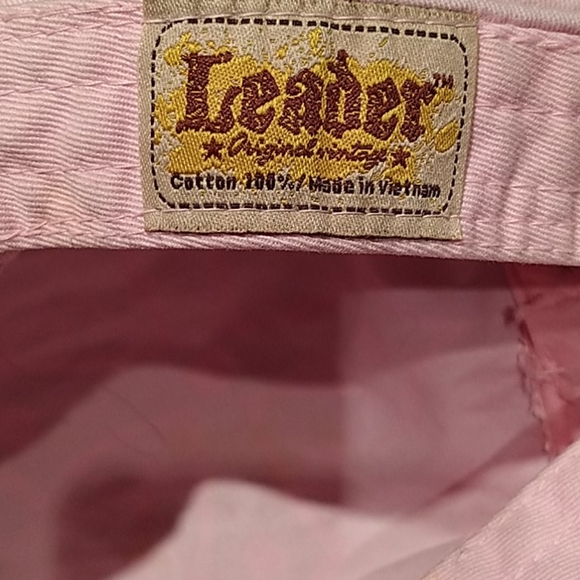 Leader™
★ Original vintage ★
Cotton 100%/Made in Vietnam